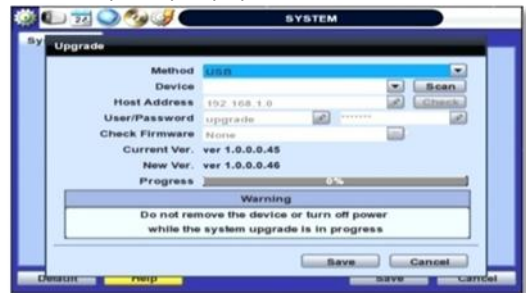 SYSTEM
Sy
Upgrade
Method USB
Device Scan
Host Address 192.168.1.0 Check
User/Password upgrade *******
Check Firmware None
Current Ver. ver 1.0.0.0.45
New Ver. ver 1.0.0.0.46
Progress 0%
Warning
Do not remove the device or turn off power
while the system upgrade is in progress
Save Cancel
Default Help Save Cancel